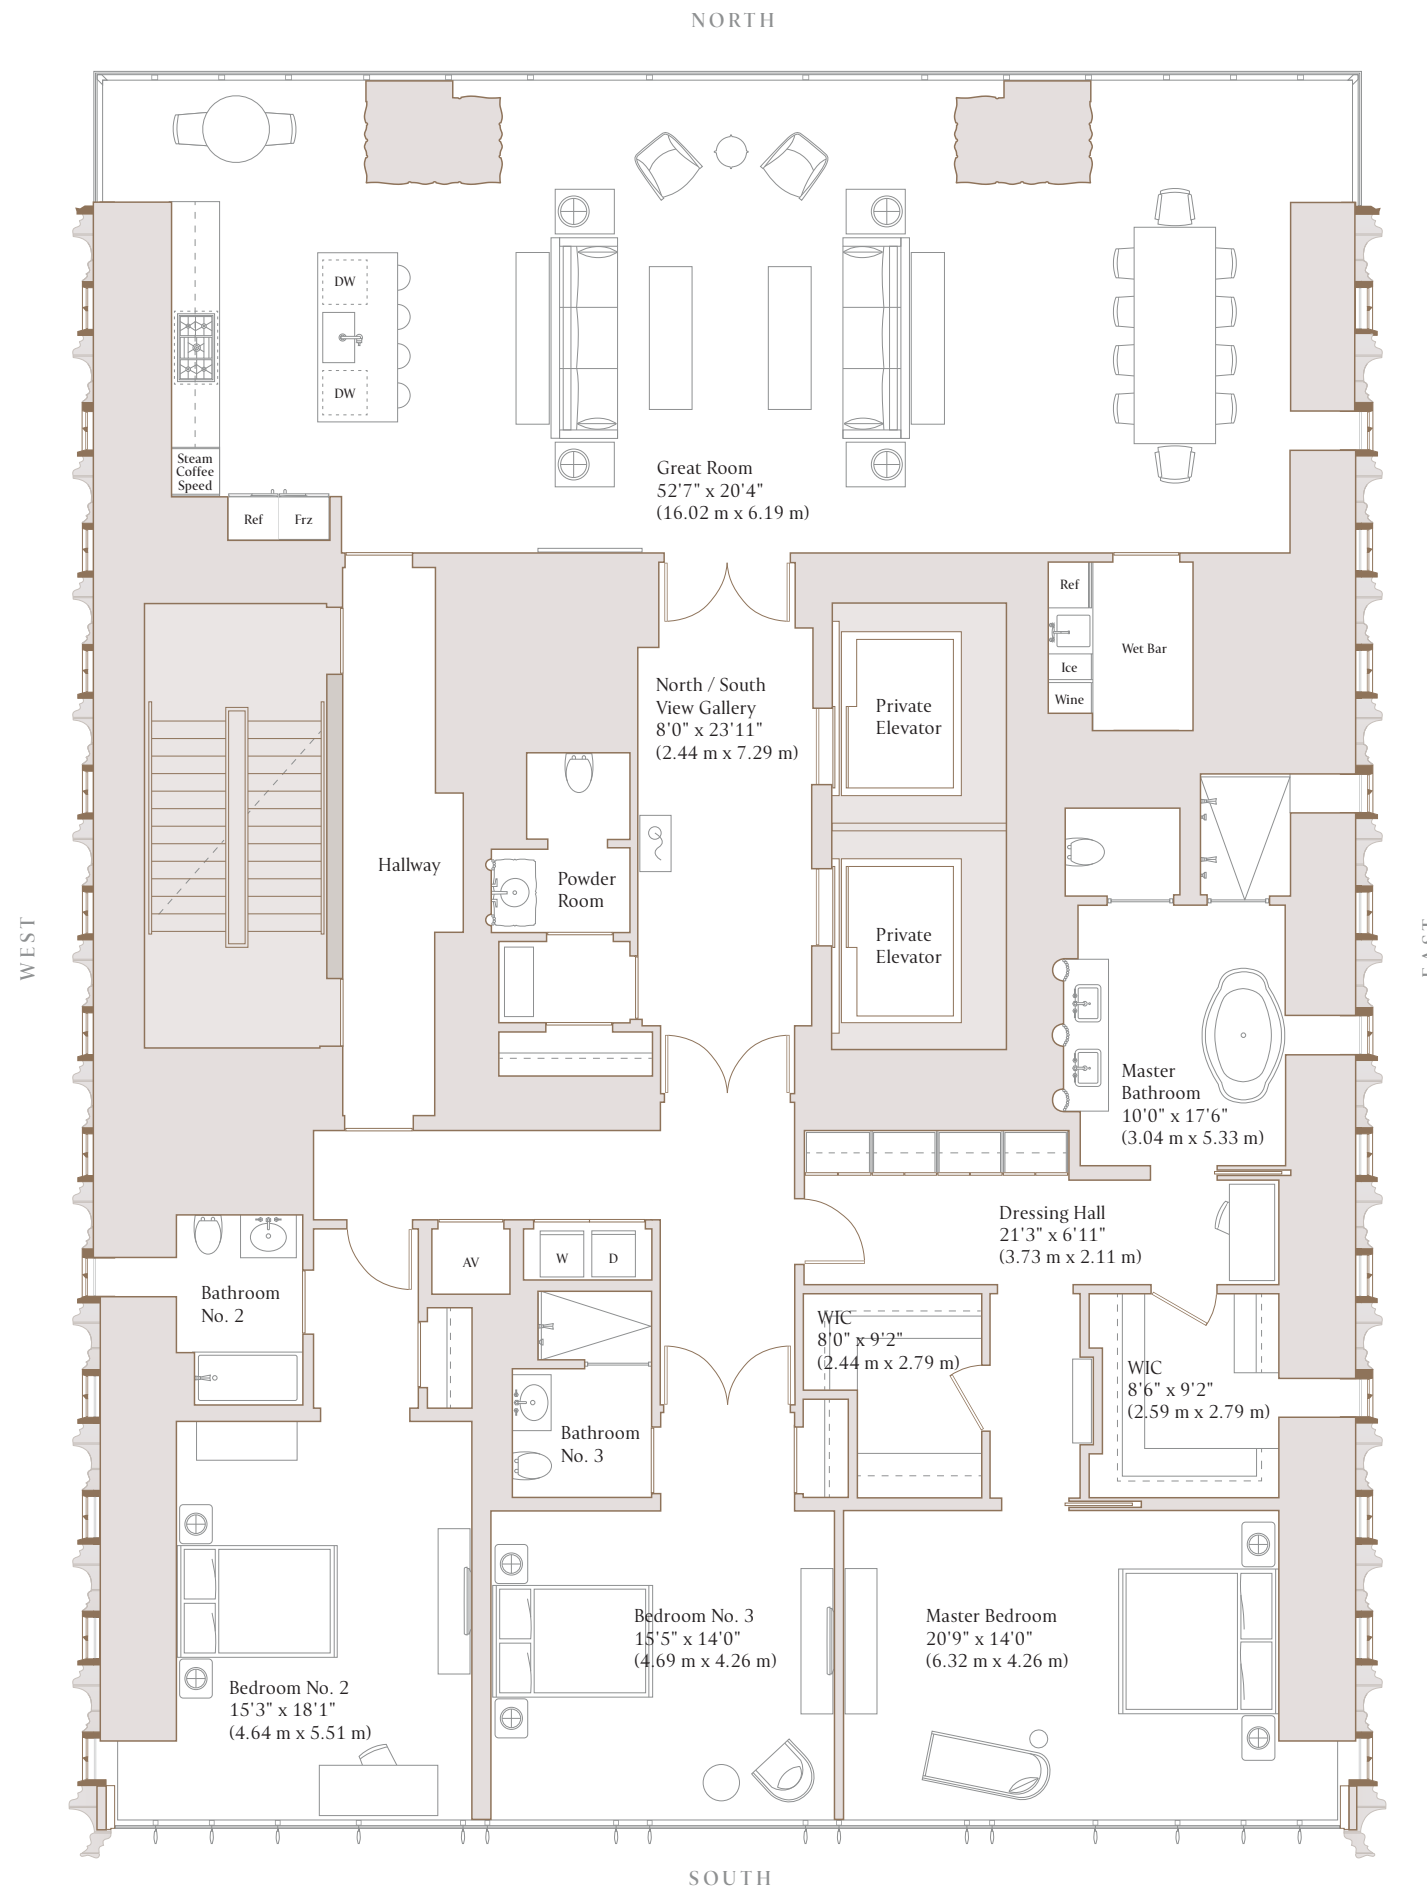 NORTH
DW
DW
Steam
Coffee
Speed
Ref
Frz
Great Room
52'7" x 20'4"
(16.02 m x 6.19 m)
Ref
Ice
Wine
Wet Bar
North / South
View Gallery
8'0" x 23'11"
(2.44 m x 7.29 m)
Private
Elevator
Hallway
Powder
Room
Private
Elevator
WEST
Master
Bathroom
10'0" x 17'6"
(3.04 m x 5.33 m)
Dressing Hall
21'3" x 6'11"
(3.73 m x 2.11 m)
AV
W
D
Bathroom
No. 2
WIC
8'0" x 9'2"
(2.44 m x 2.79 m)
WIC
8'6" x 9'2"
(2.59 m x 2.79 m)
Bathroom
No. 3
Bedroom No. 3
15'5" x 14'0"
(4.69 m x 4.26 m)
Master Bedroom
20'9" x 14'0"
(6.32 m x 4.26 m)
Bedroom No. 2
15'3" x 18'1"
(4.64 m x 5.51 m)
SOUTH